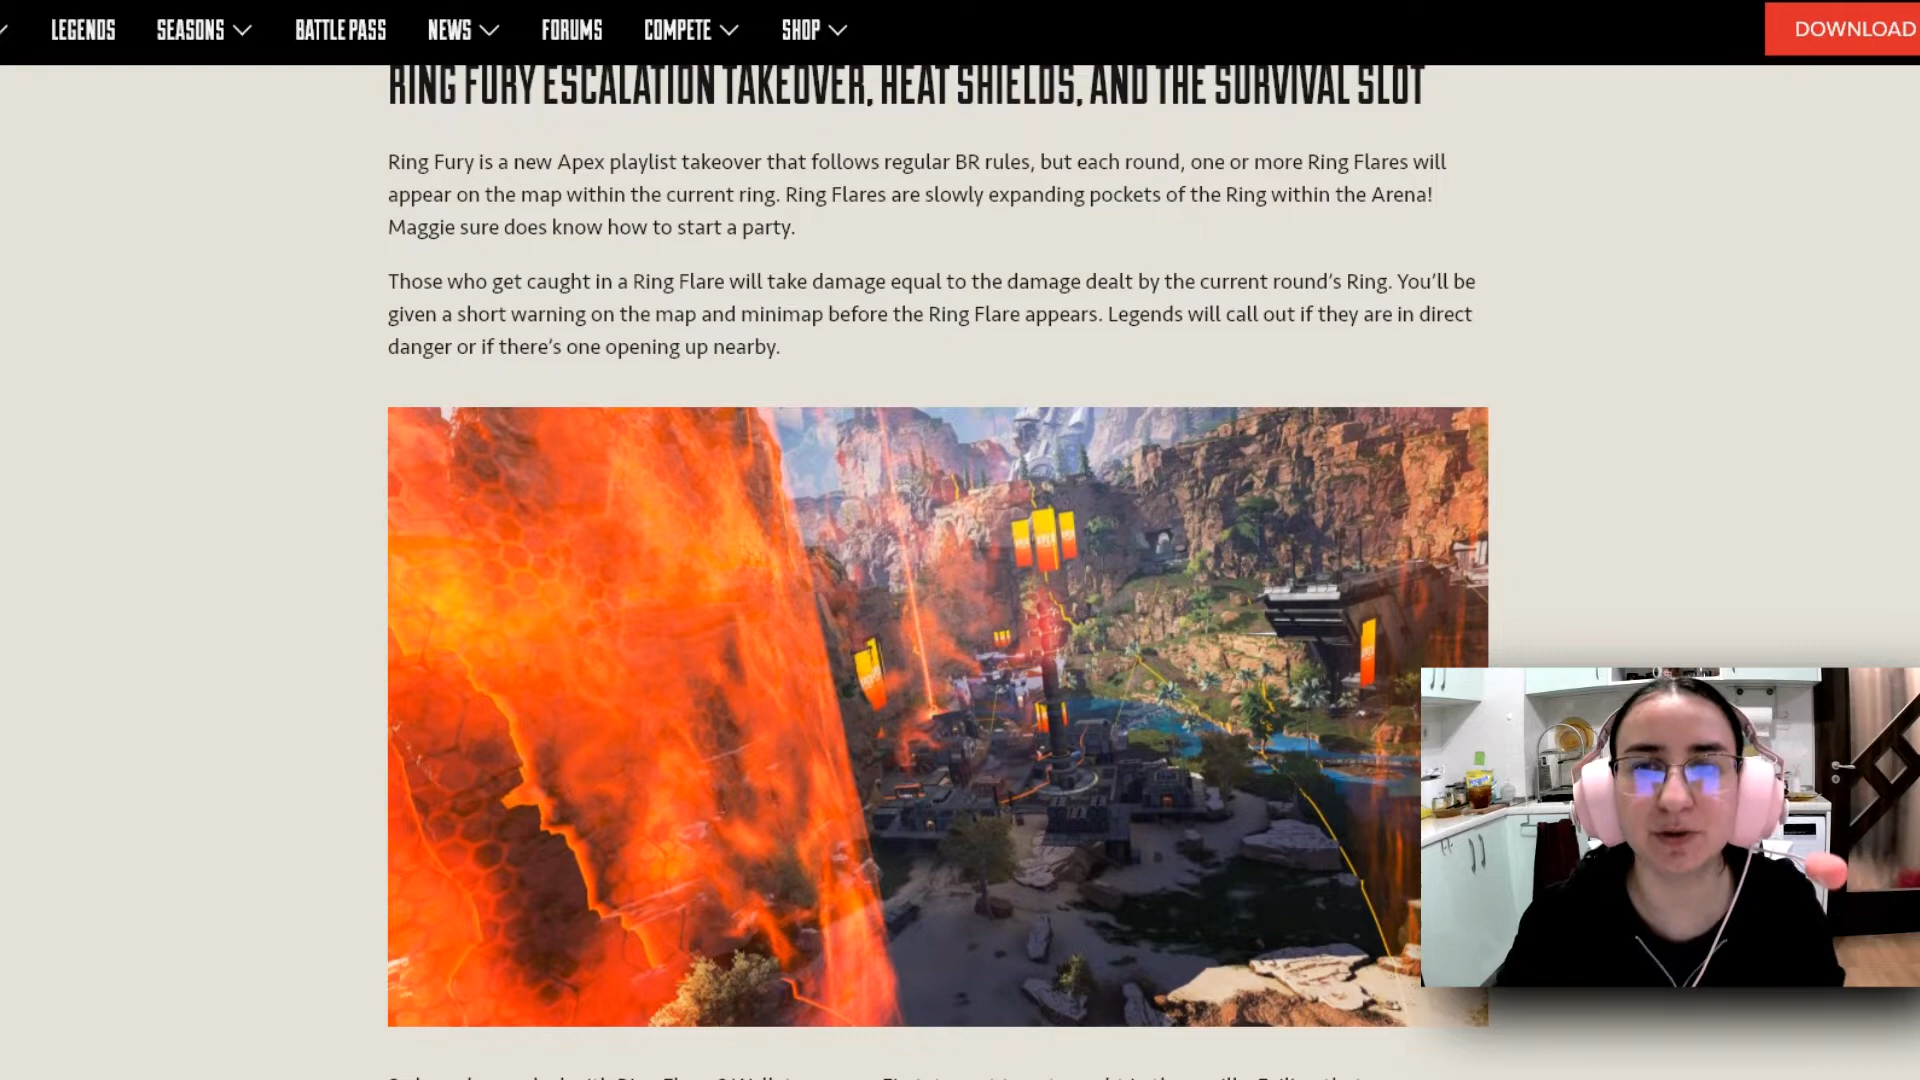 LEGENDS SEASONS BATTLE PASS NEWS FORUMS COMPETE SHOP DOWNLOAD
RING FURY ESCALATION TAKEOVER, HEAT SHIELDS, AND THE SURVIVAL SLOT
Ring Fury is a new Apex playlist takeover that follows regular BR rules, but each round, one or more Ring Flares will
appear on the map within the current ring. Ring Flares are slowly expanding pockets of the Ring within the Arena!
Maggie sure does know how to start a party.
Those who get caught in a Ring Flare will take damage equal to the damage dealt by the current round's Ring. You'll be
given a short warning on the map and minimap before the Ring Flare appears. Legends will call out if they are in direct
danger or if there's one opening up nearby.